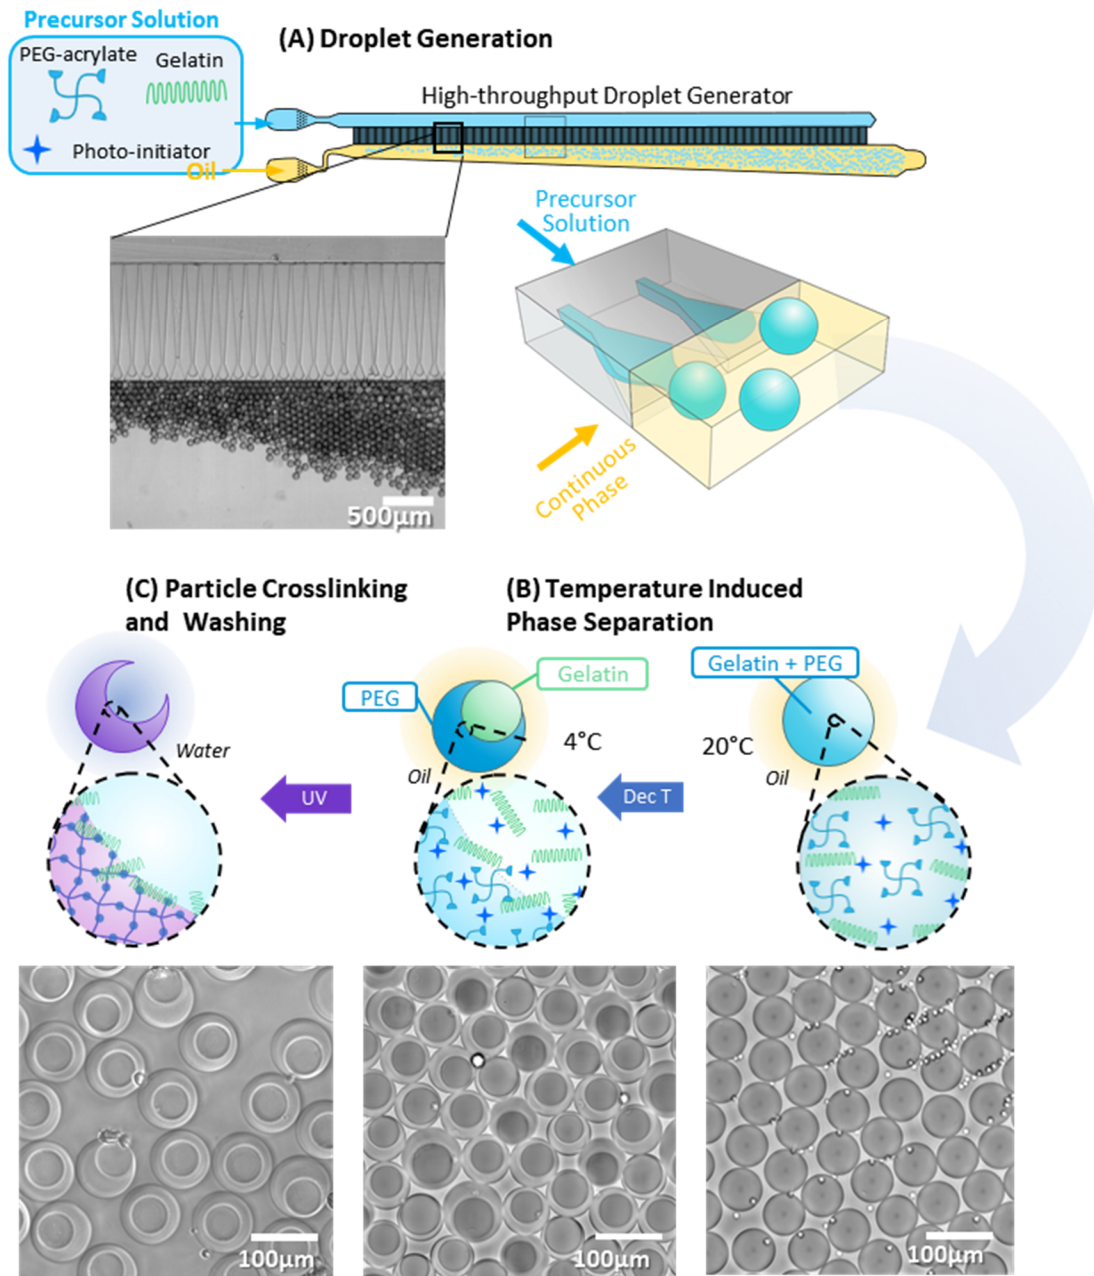 Precursor Solution
PEG-acrylate
Gelatin
Photo-initiator
Oil
(A) Droplet Generation
High-throughput Droplet Generator
Precursor
Solution
Continuous
Phase
500µm
(C) Particle Crosslinking
and Washing
(B) Temperature Induced
Phase Separation
Water
UV
PEG
Gelatin
4°C
Oil
Dec T
Gelatin + PEG
20°C
Oil
100µm
100µm
100µm